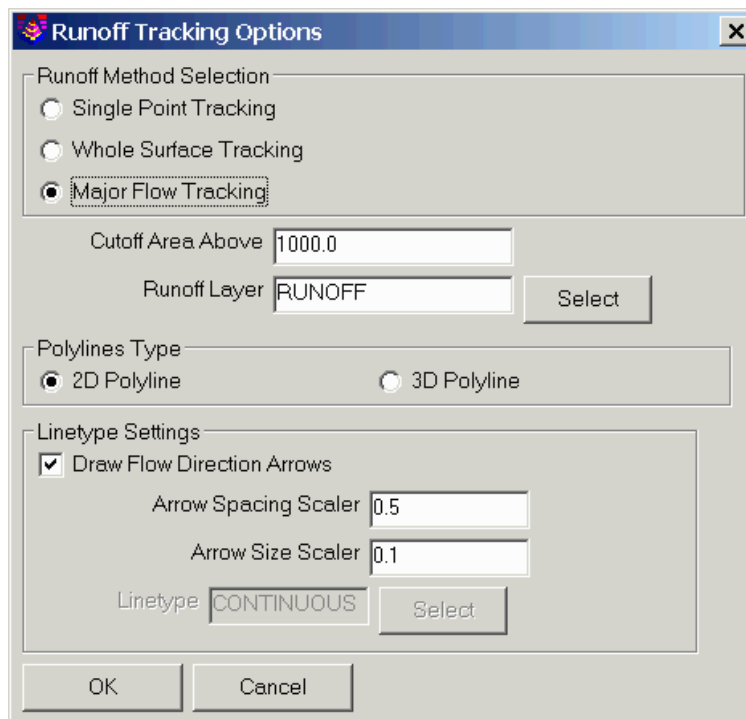 Runoff Tracking Options
Runoff Method Selection
Single Point Tracking
Whole Surface Tracking
Major Flow Tracking
Cutoff Area Above 1000.0
Runoff Layer RUNOFF Select
Polylines Type
2D Polyline 3D Polyline
Linetype Settings
Draw Flow Direction Arrows
Arrow Spacing Scaler 0.5
Arrow Size Scaler 0.1
Linetype CONTINUOUS Select
OK Cancel